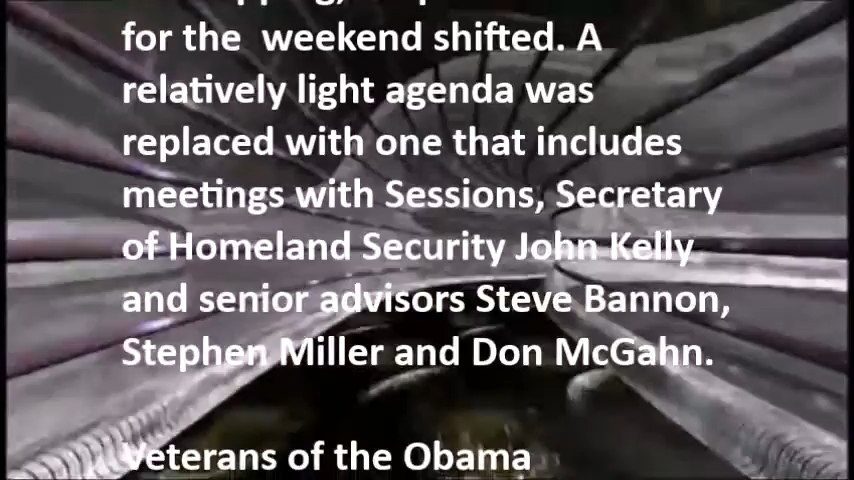 for the  weekend shifted. A
relatively light agenda was
replaced with one that includes
meetings with Sessions, Secretary
of Homeland Security John Kelly
and senior advisors Steve Bannon,
Stephen Miller and Don McGahn.
Veterans of the Obama